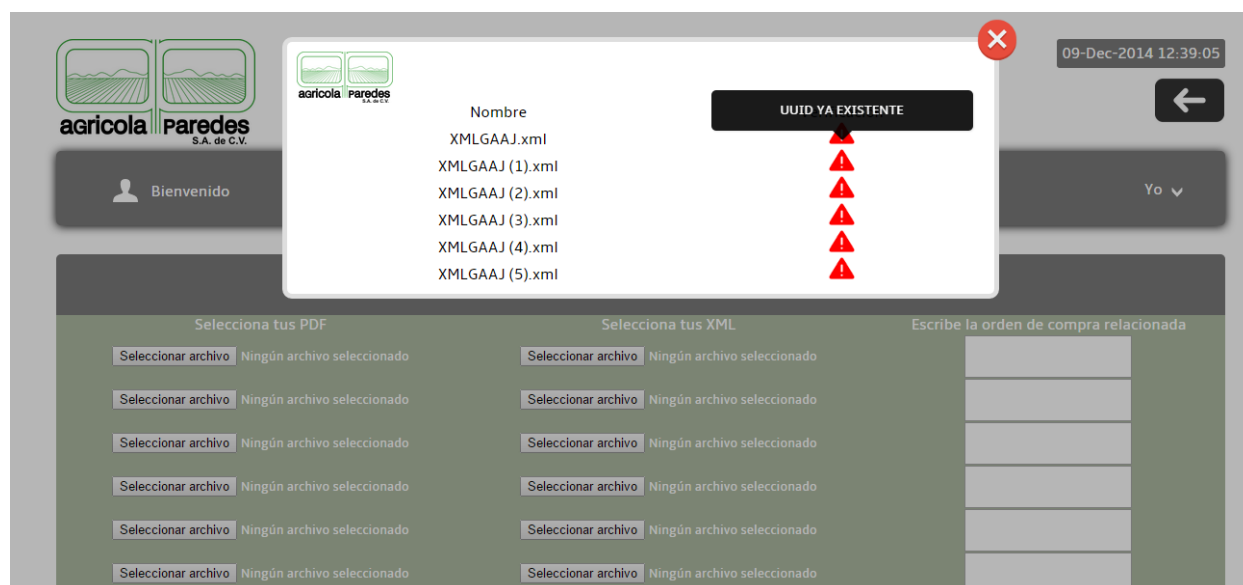 agricola paredes
S.A. de C.V.
09-Dec-2014 12:39:05
agricola paredes
S.A. de C.V.
Nombre
UUID YA EXISTENTE
XMLGAAJ.xml
XMLGAAJ (1).xml
XMLGAAJ (2).xml
XMLGAAJ (3).xml
XMLGAAJ (4).xml
XMLGAAJ (5).xml
Bienvenido
Yo
Selecciona tus PDF Selecciona tus XML Escribe la orden de compra relacionada
Seleccionar archivo Ningún archivo seleccionado Seleccionar archivo Ningún archivo seleccionado
Seleccionar archivo Ningún archivo seleccionado Seleccionar archivo Ningún archivo seleccionado
Seleccionar archivo Ningún archivo seleccionado Seleccionar archivo Ningún archivo seleccionado
Seleccionar archivo Ningún archivo seleccionado Seleccionar archivo Ningún archivo seleccionado
Seleccionar archivo Ningún archivo seleccionado Seleccionar archivo Ningún archivo seleccionado
Seleccionar archivo Ningún archivo seleccionado Seleccionar archivo Ningún archivo seleccionado